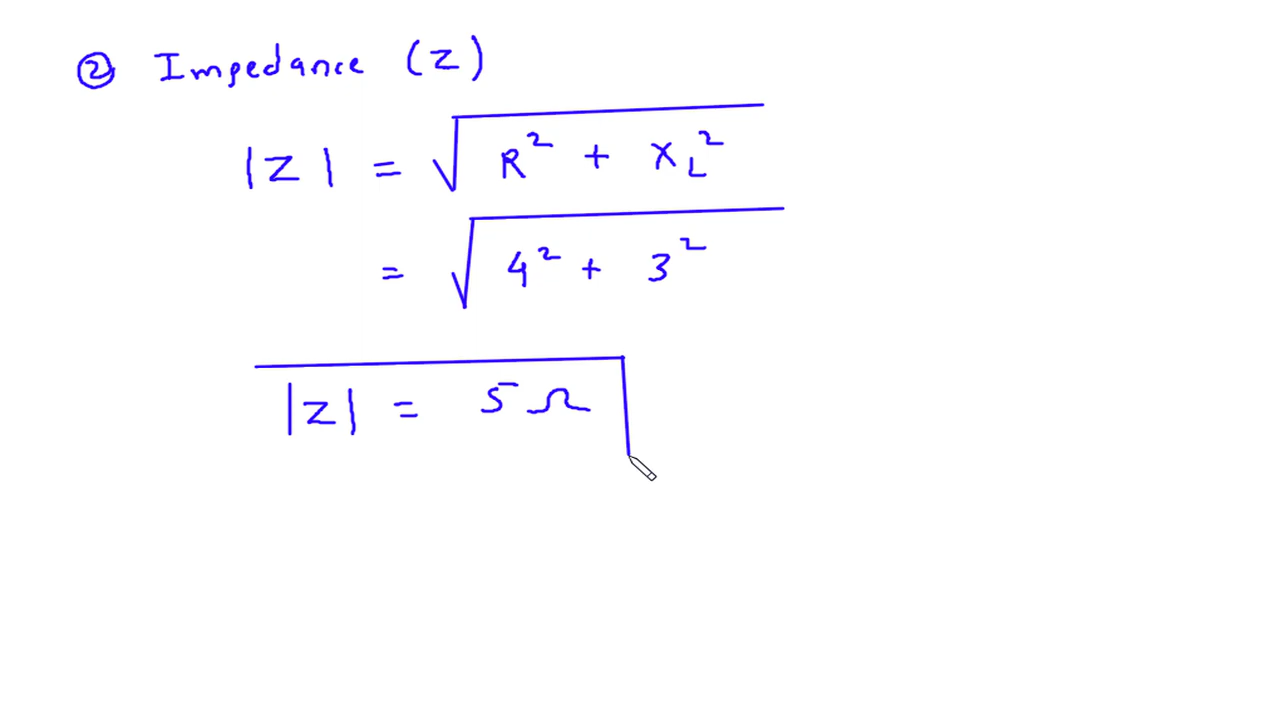 ② Impedance (Z)
|Z| = √(R² + X_L²)
= √(4² + 3²)
|Z| = 5 Ω